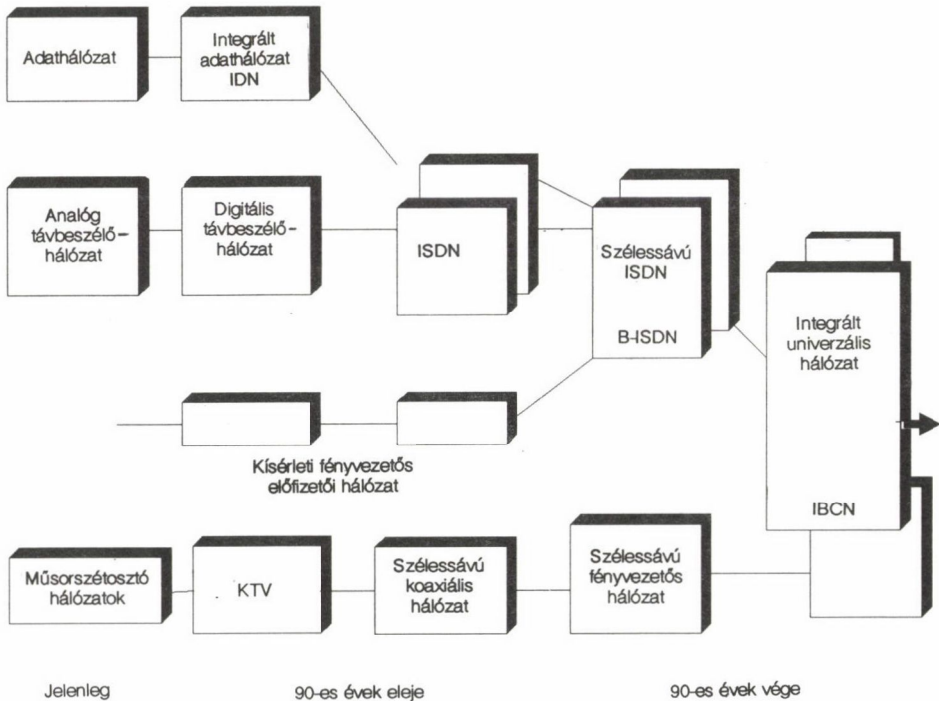 Adathálózat
Integrált
adathálózat
IDN
Analóg
távbeszélő-
hálózat
Digitális
távbeszélő-
hálózat
ISDN
Szélessávú
ISDN
B-ISDN
Integrált
univerzális
hálózat
IBCN
Kísérleti fényvezetős
előfizetői hálózat
Műsorszétosztó
hálózatok
KTV
Szélessávú
koaxiális
hálózat
Szélessávú
fényvezetős
hálózat
Jelenleg
90-es évek eleje
90-es évek vége